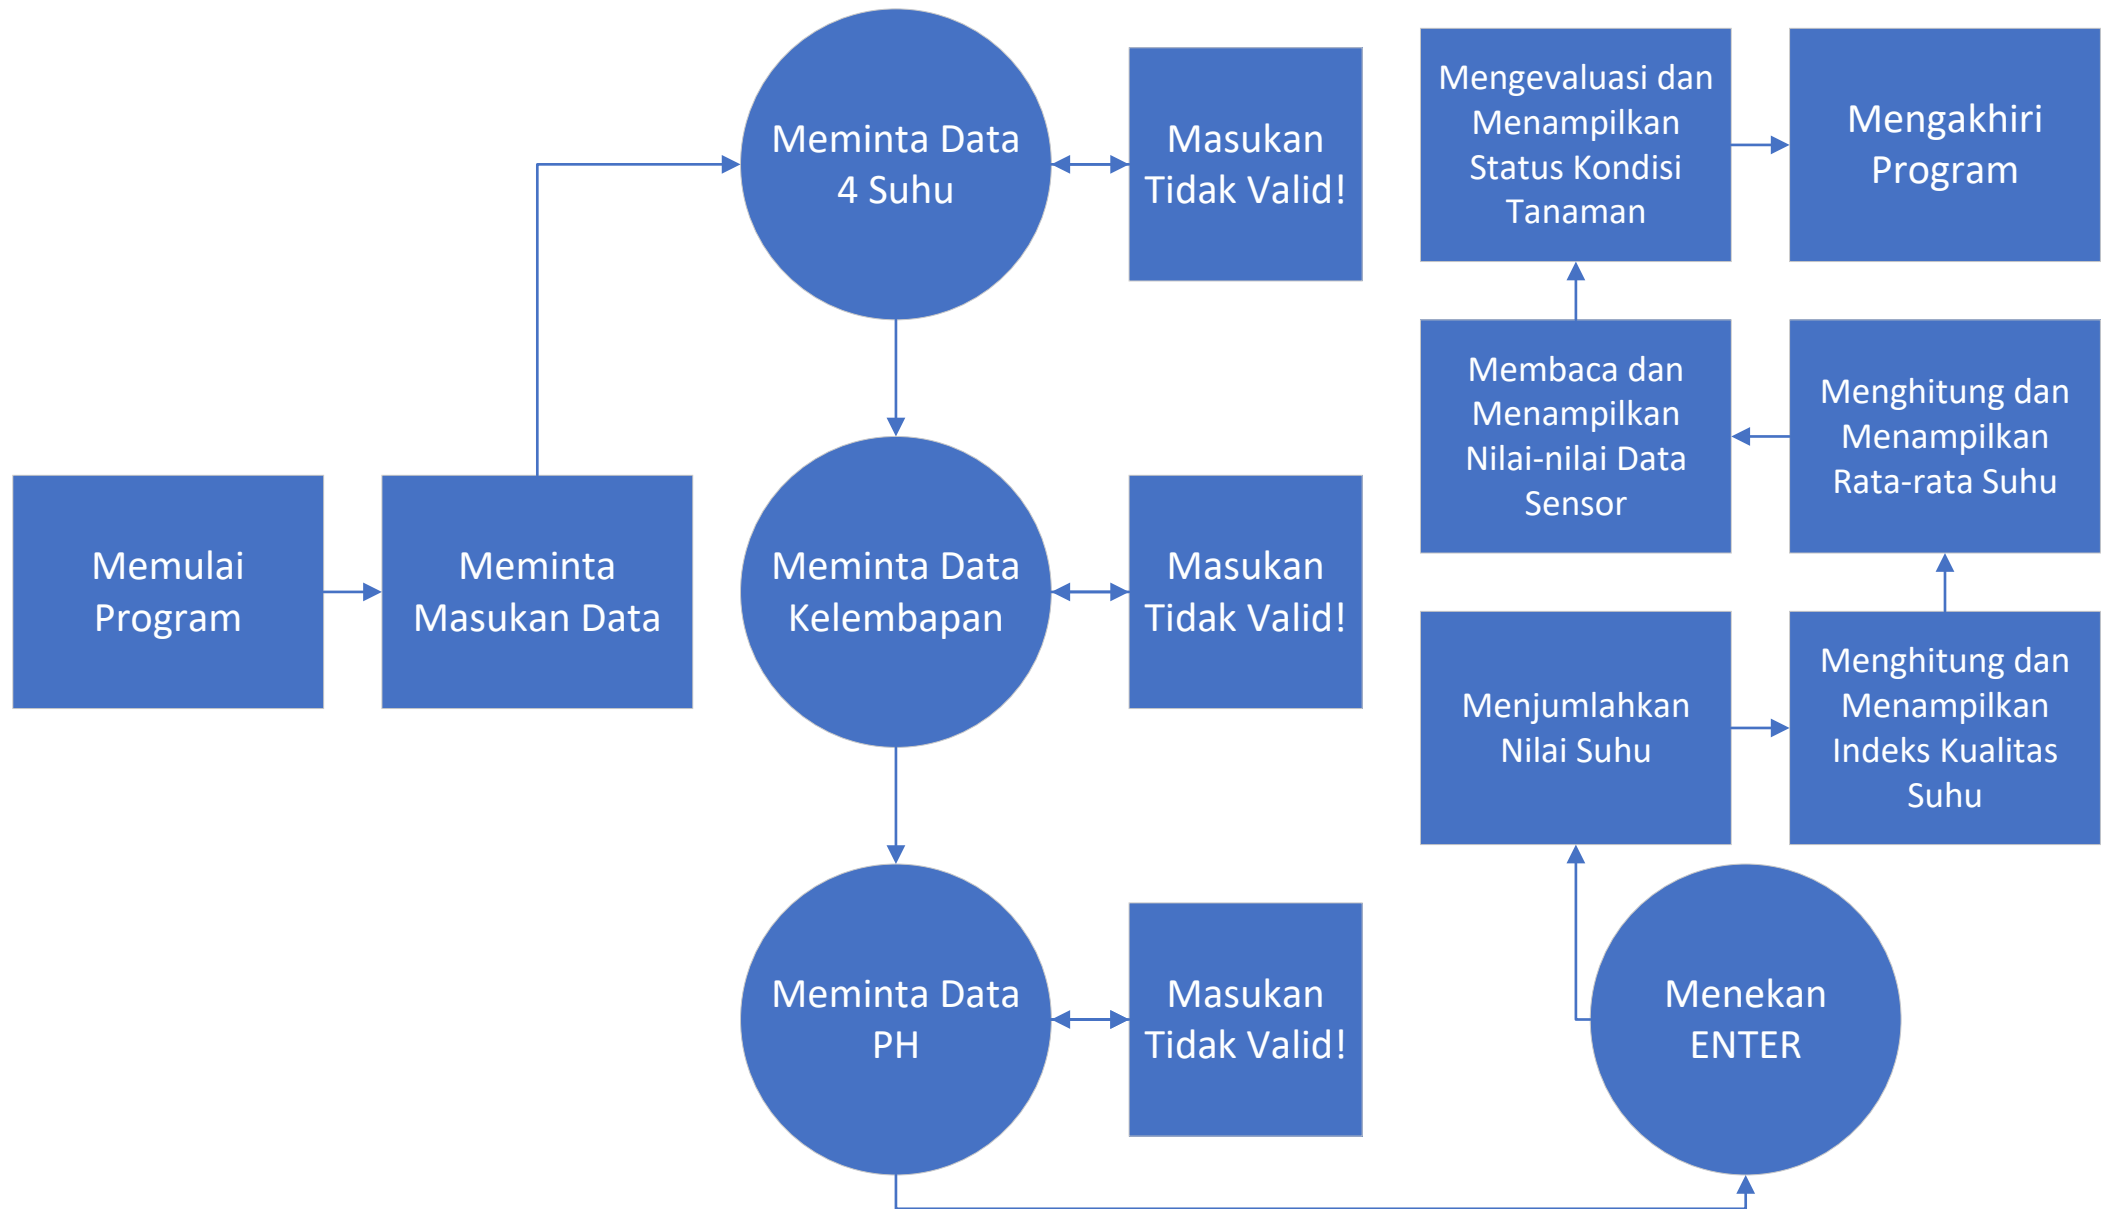 Memulai
Program
Meminta
Masukan Data
Meminta Data
4 Suhu
Masukan
Tidak Valid!
Meminta Data
Kelembapan
Masukan
Tidak Valid!
Meminta Data
PH
Masukan
Tidak Valid!
Menekan
ENTER
Menjumlahkan
Nilai Suhu
Menghitung dan
Menampilkan
Indeks Kualitas
Suhu
Menghitung dan
Menampilkan
Rata-rata Suhu
Membaca dan
Menampilkan
Nilai-nilai Data
Sensor
Mengevaluasi dan
Menampilkan
Status Kondisi
Tanaman
Mengakhiri
Program